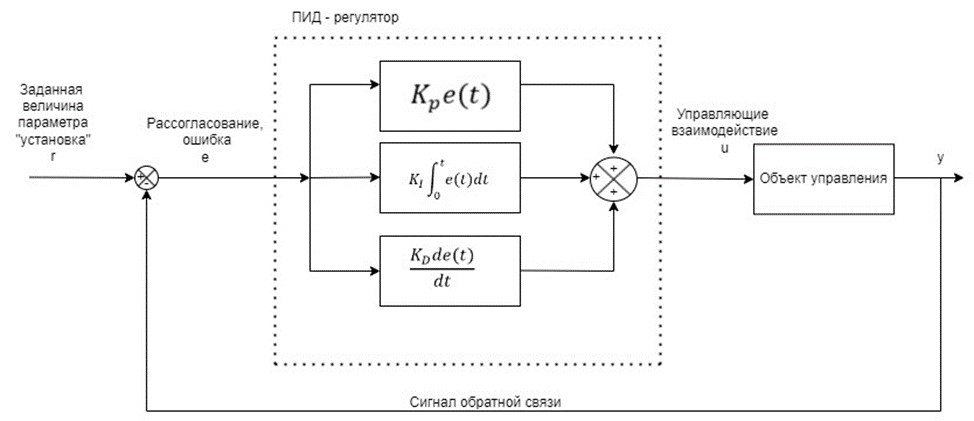 ПИД - регулятор
Заданная
величина
параметра
"установка"
r
Рассогласование,
ошибка
e
+
-
K_p e(t)
K_I ∫_0^t e(t)dt
K_D de(t)
dt
+
+
+
Управляющие
взаимодействие
u
Объект управления
y
Сигнал обратной связи